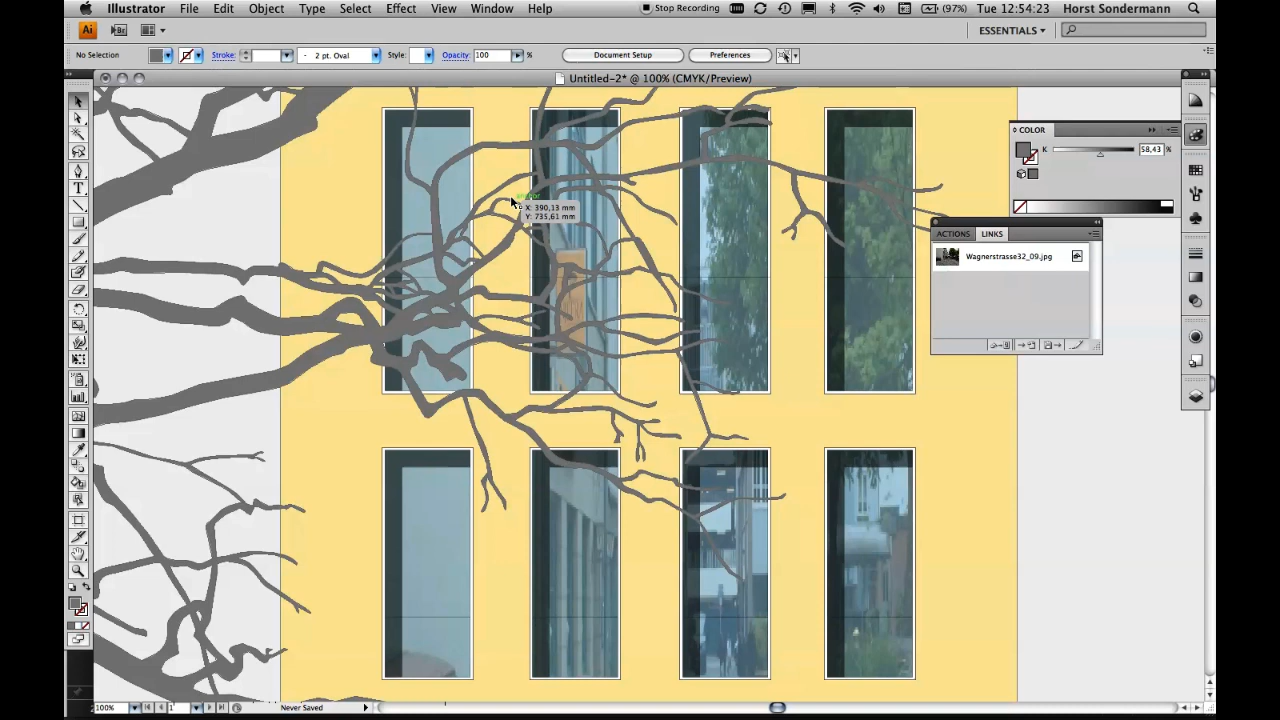 Illustrator File Edit Object Type Select Effect View Window Help Stop Recording (97%) Tue 12:54:23 Horst Sondermann
Ai Br ESSENTIALS
No Selection Stroke: 2 pt. Oval Style: Opacity: 100 % Document Setup Preferences
Untitled-2* @ 100% (CMYK/Preview)
COLOR
K 58,43 %
X: 390,13 mm
Y: 735,61 mm
ACTIONS LINKS
Wagnerstrasse32_09.jpg
100% 1 Never Saved